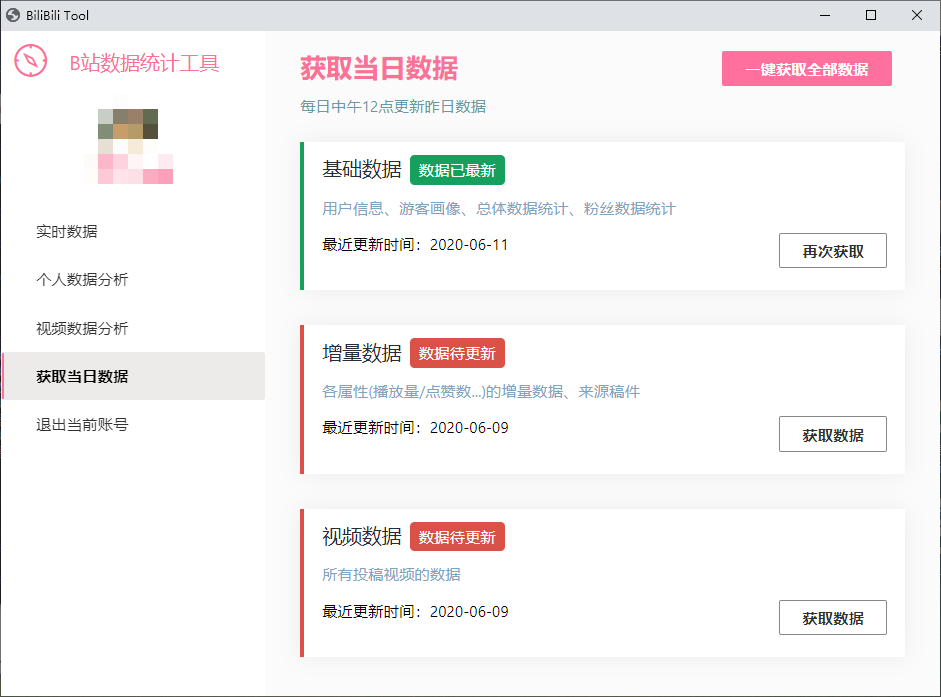 BiliBili Tool
B站数据统计工具
实时数据
个人数据分析
视频数据分析
获取当日数据
退出当前账号
获取当日数据
一键获取全部数据
每日中午12点更新昨日数据
基础数据 数据已最新
用户信息、游客画像、总体数据统计、粉丝数据统计
最近更新时间：2020-06-11
再次获取
增量数据 数据待更新
各属性(播放量/点赞数...)的增量数据、来源稿件
最近更新时间：2020-06-09
获取数据
视频数据 数据待更新
所有投稿视频的数据
最近更新时间：2020-06-09
获取数据